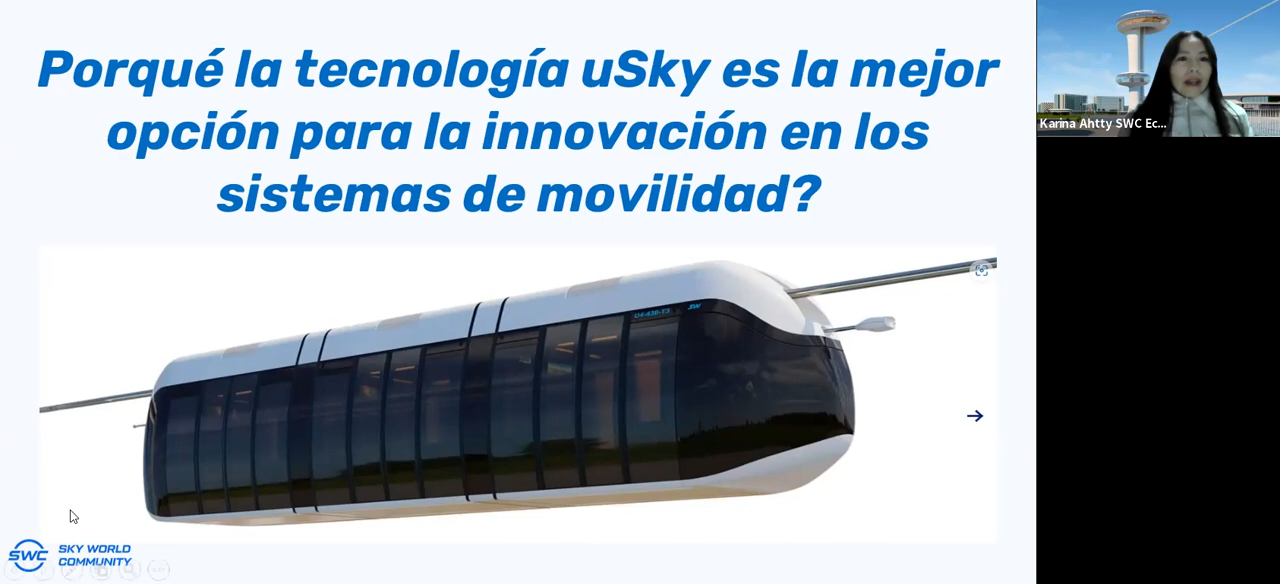 Porqué la tecnología uSky es la mejor
opción para la innovación en los
sistemas de movilidad?
Karina Ahtty SWC Ec...
SWC SKY WORLD
COMMUNITY